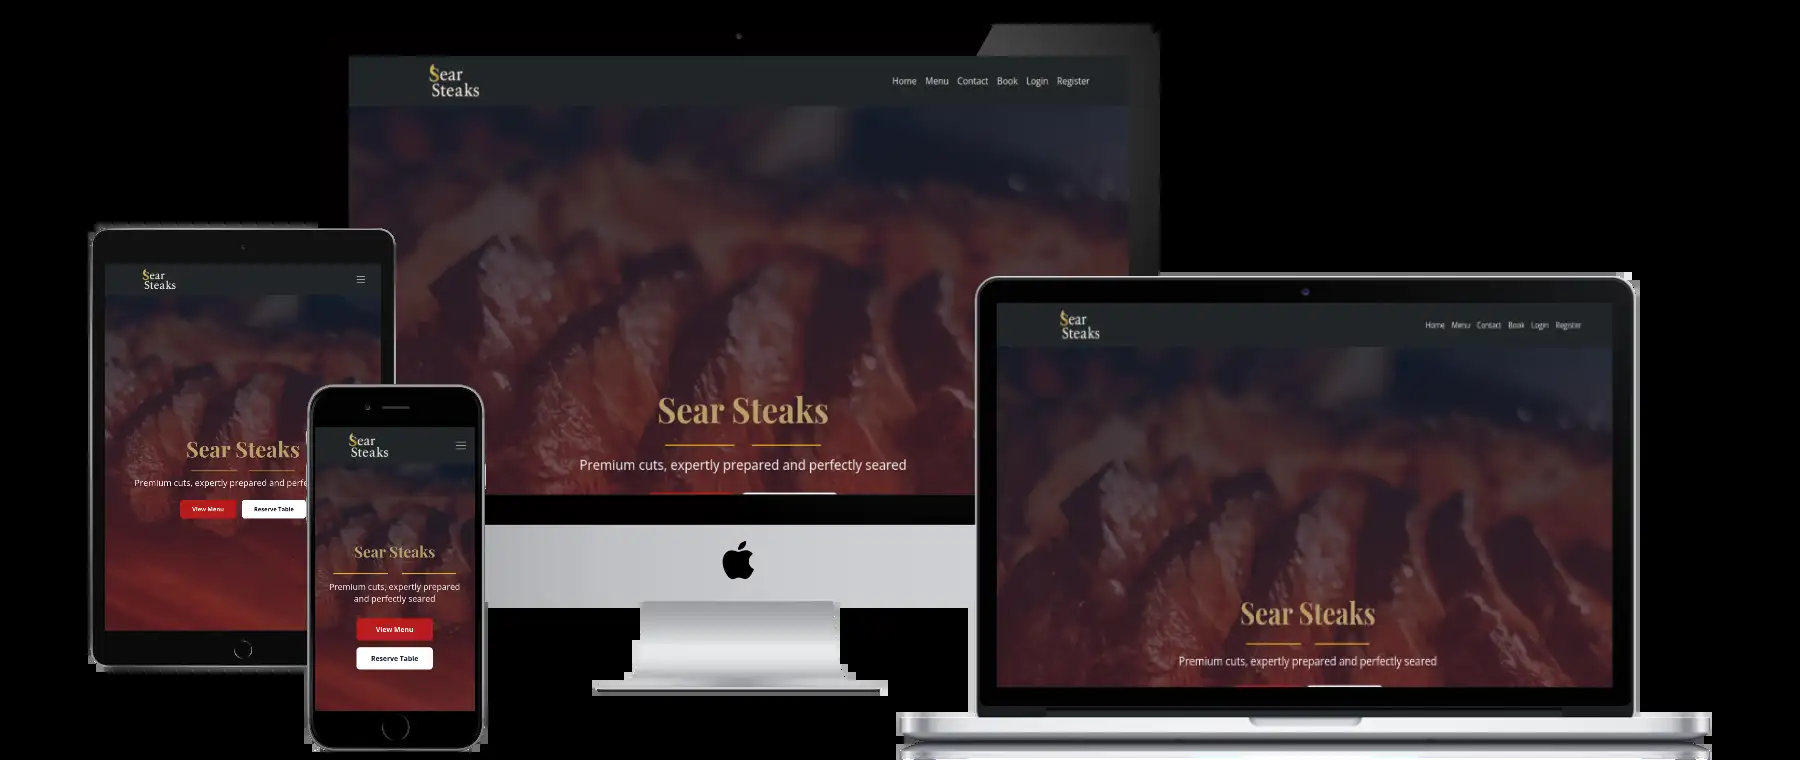 Sear
Steaks
Home Menu Contact Book Login Register
Sear Steaks
Premium cuts, expertly prepared and perfectly seared
Sear
Steaks
Sear Steaks
Premium cuts, expertly prepared and perfe
View Menu Reserve Table
Sear
Steaks
Sear Steaks
Premium cuts, expertly prepared
and perfectly seared
View Menu
Reserve Table
Sear
Steaks
Home Menu Contact Book Login Register
Sear Steaks
Premium cuts, expertly prepared and perfectly seared